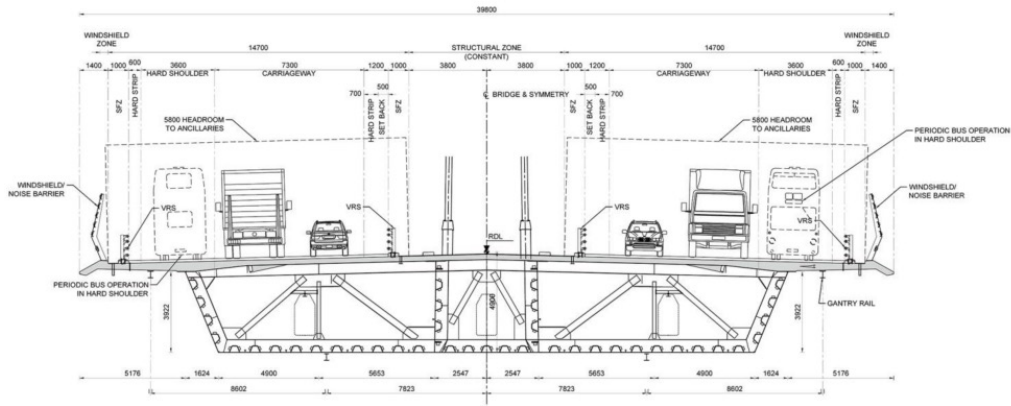 39800
WINDSHIELD
ZONE
14700
STRUCTURAL ZONE
(CONSTANT)
14700
WINDSHIELD
ZONE
1400
1000
600
3600
7300
1200
1000
3800
3800
1000
1200
7300
3600
600
1000
1400
HARD SHOULDER
CARRIAGEWAY
CARRIAGEWAY
HARD SHOULDER
500
700
500
700
SFZ
HARD STRIP
HARD STRIP
SET BACK
SFZ
BRIDGE & SYMMETRY
SFZ
SET BACK
HARD STRIP
HARD STRIP
SFZ
5800 HEADROOM
TO ANCILLARIES
5800 HEADROOM
TO ANCILLARIES
PERIODIC BUS OPERATION
IN HARD SHOULDER
WINDSHIELD/
NOISE BARRIER
WINDSHIELD/
NOISE BARRIER
VRS
VRS
VRS
RDL
PERIODIC BUS OPERATION
IN HARD SHOULDER
GANTRY RAIL
3922
4900
3922
5176
1624
4900
5653
2547
2547
5653
4900
1624
5176
8602
7823
7823
8602